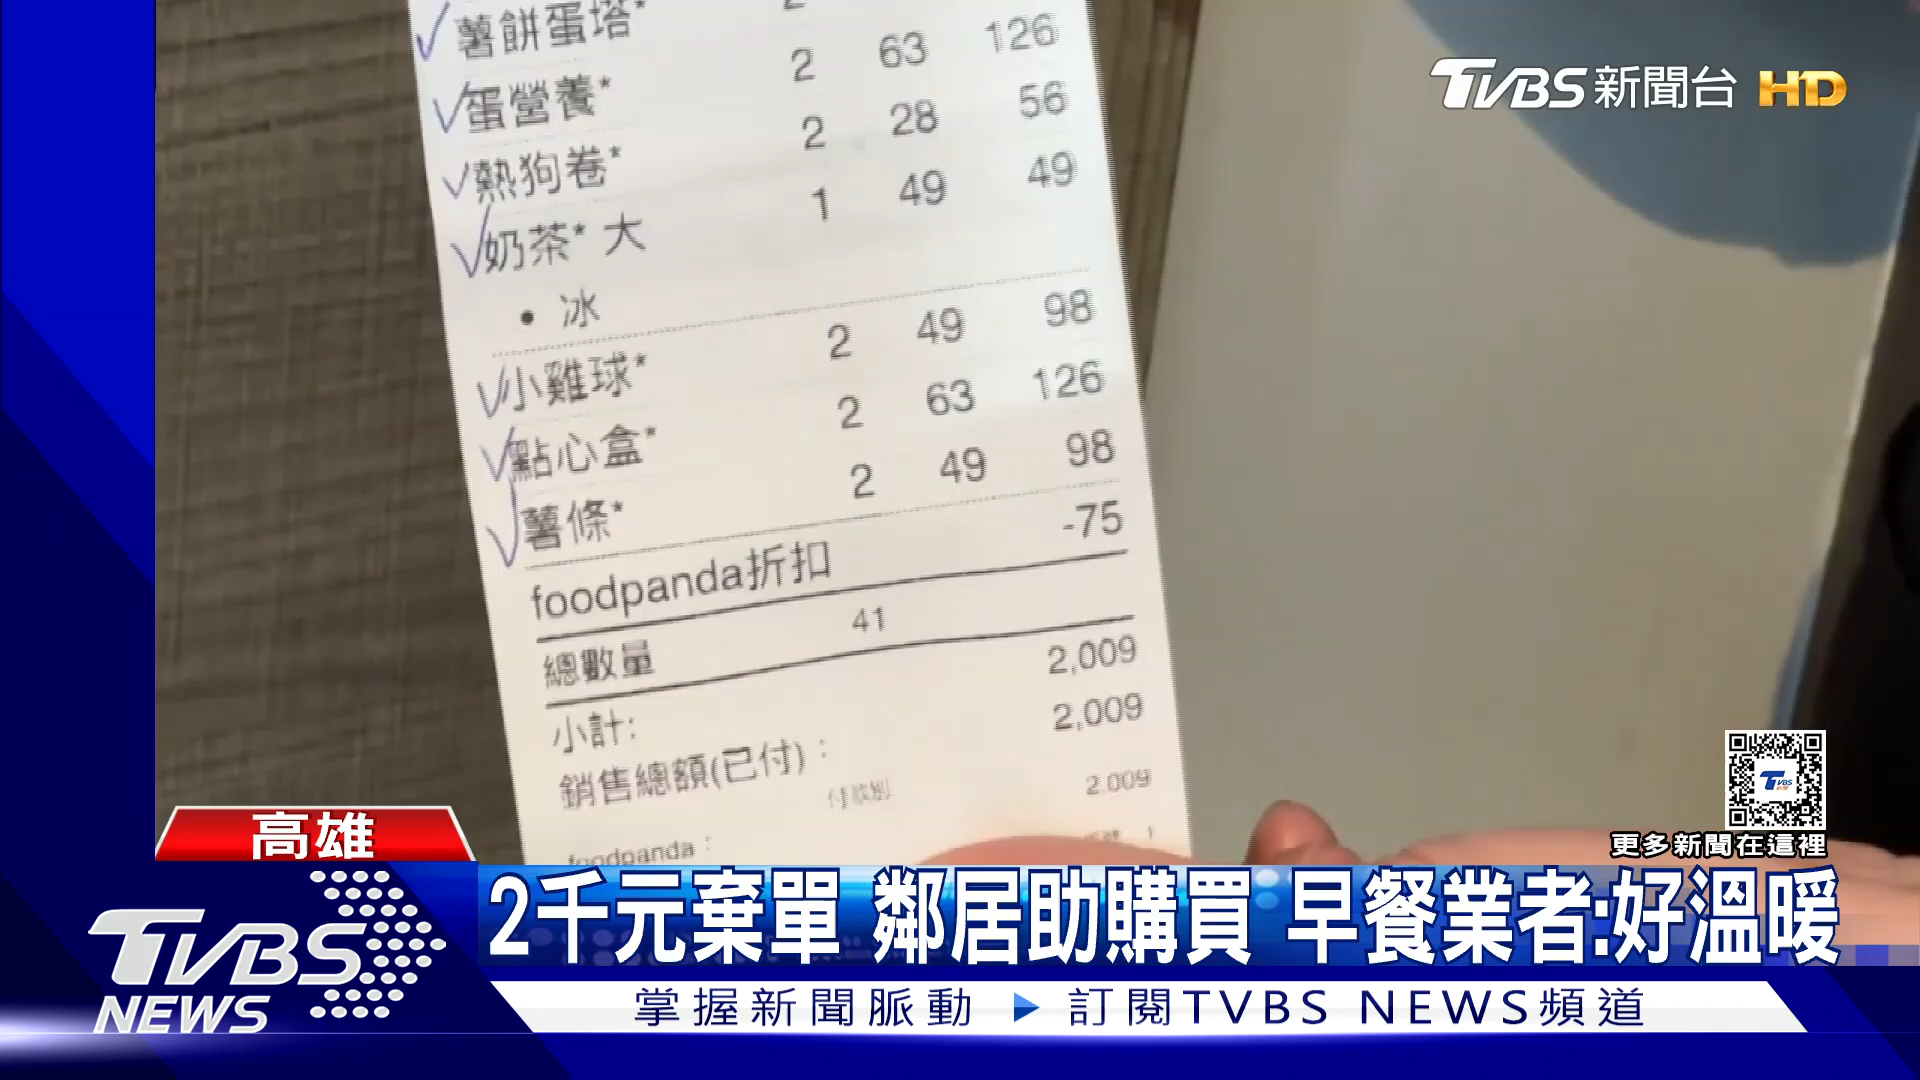 薯餅蛋塔*
蛋營養* 2 63 126
熱狗卷* 2 28 56
奶茶* 大 1 49 49
• 冰
小雞球* 2 49 98
點心盒* 2 63 126
薯條* 2 49 98
foodpanda折扣 -75
總數量 41
小計: 2,009
銷售總額(已付): 2,009
付款別
foodpanda: 2.009
TVBS新聞台 HD
TVBS
更多新聞在這裡
高雄
2千元棄單 鄰居助購買 早餐業者:好溫暖
TVBS
NEWS
掌握新聞脈動 ▶ 訂閱TVBS NEWS頻道